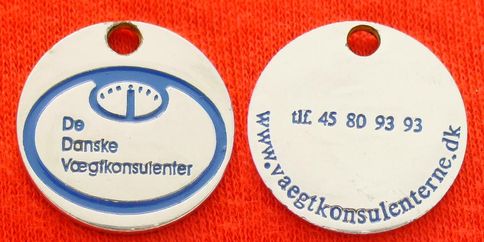 De
Danske
Vægtkonsulenter
tlf. 45 80 93 93
www.vaegtkonsulenterne.dk